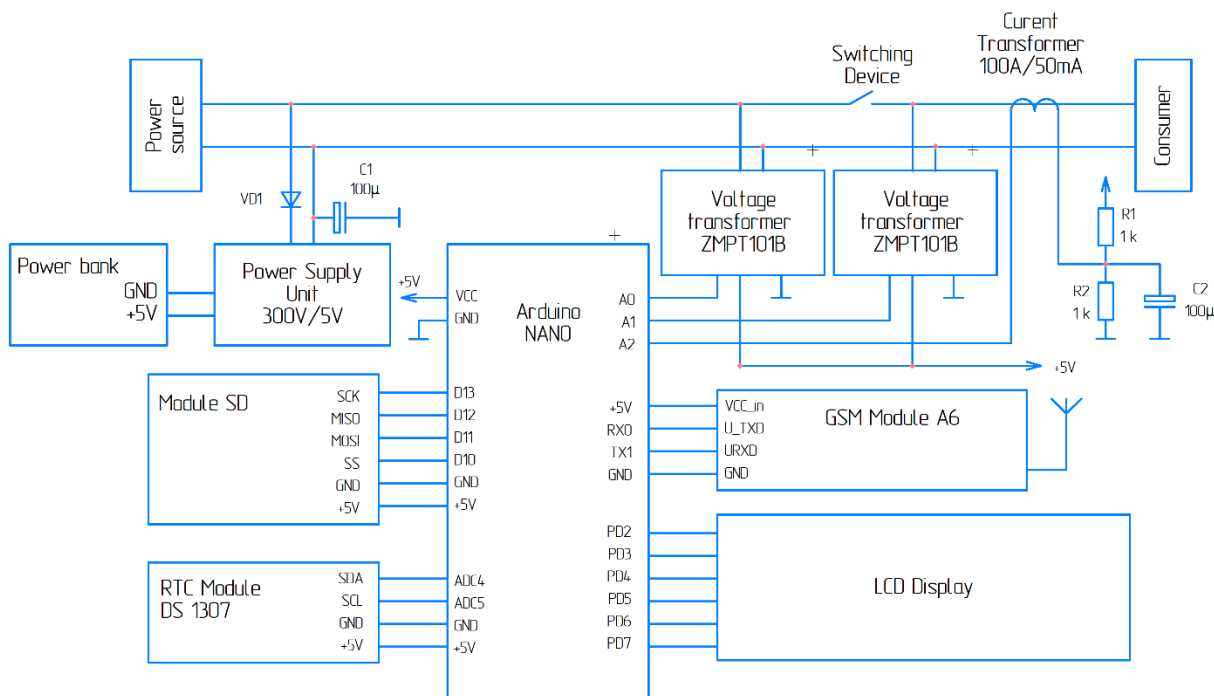 Curent
Transformer
100A/50mA
Switching
Device
Power
source
Consumer
C1
100µ
VD1
Voltage
transformer
ZMPT101B
Voltage
transformer
ZMPT101B
R1
1k
R2
1k
C2
100µ
Power bank
GND
+5V
Power Supply
Unit
300V/5V
+5V
VCC
GND
Arduino
NANO
A0
A1
A2
+5V
Module SD
SCK
MISO
MOSI
SS
GND
+5V
D13
D12
D11
D10
GND
+5V
+5V
RX0
TX1
GND
VCC_in
U_TXD
URXD
GND
GSM Module A6
RTC Module
DS 1307
SDA
SCL
GND
+5V
ADC4
ADC5
GND
+5V
PD2
PD3
PD4
PD5
PD6
PD7
LCD Display